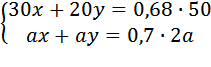 30x + 20y = 0,68 · 50
ax + ay = 0,7 · 2a